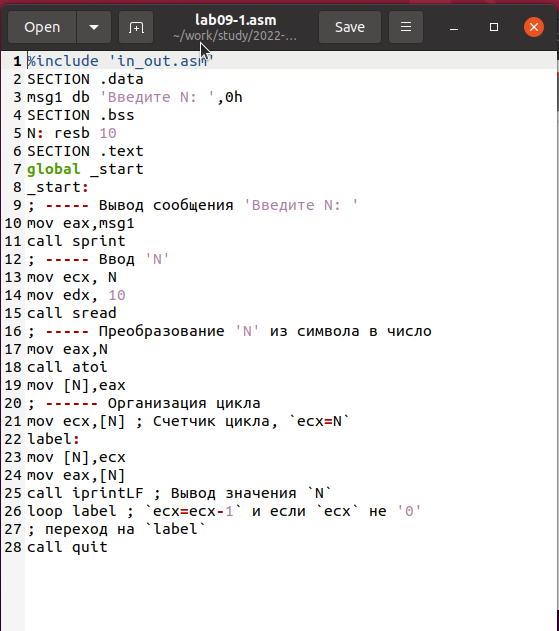 Open
lab09-1.asm
~/work/study/2022-...
Save
1 %include 'in_out.asm'
2 SECTION .data
3 msg1 db 'Введите N: ',0h
4 SECTION .bss
5 N: resb 10
6 SECTION .text
7 global _start
8 _start:
9 ; ----- Вывод сообщения 'Введите N: '
10 mov eax,msg1
11 call sprint
12 ; ----- Ввод 'N'
13 mov ecx, N
14 mov edx, 10
15 call sread
16 ; ----- Преобразование 'N' из символа в число
17 mov eax,N
18 call atoi
19 mov [N],eax
20 ; ------ Организация цикла
21 mov ecx,[N] ; Счетчик цикла, `ecx=N`
22 label:
23 mov [N],ecx
24 mov eax,[N]
25 call iprintLF ; Вывод значения `N`
26 loop label ; `ecx=ecx-1` и если `ecx` не '0'
27 ; переход на `label`
28 call quit